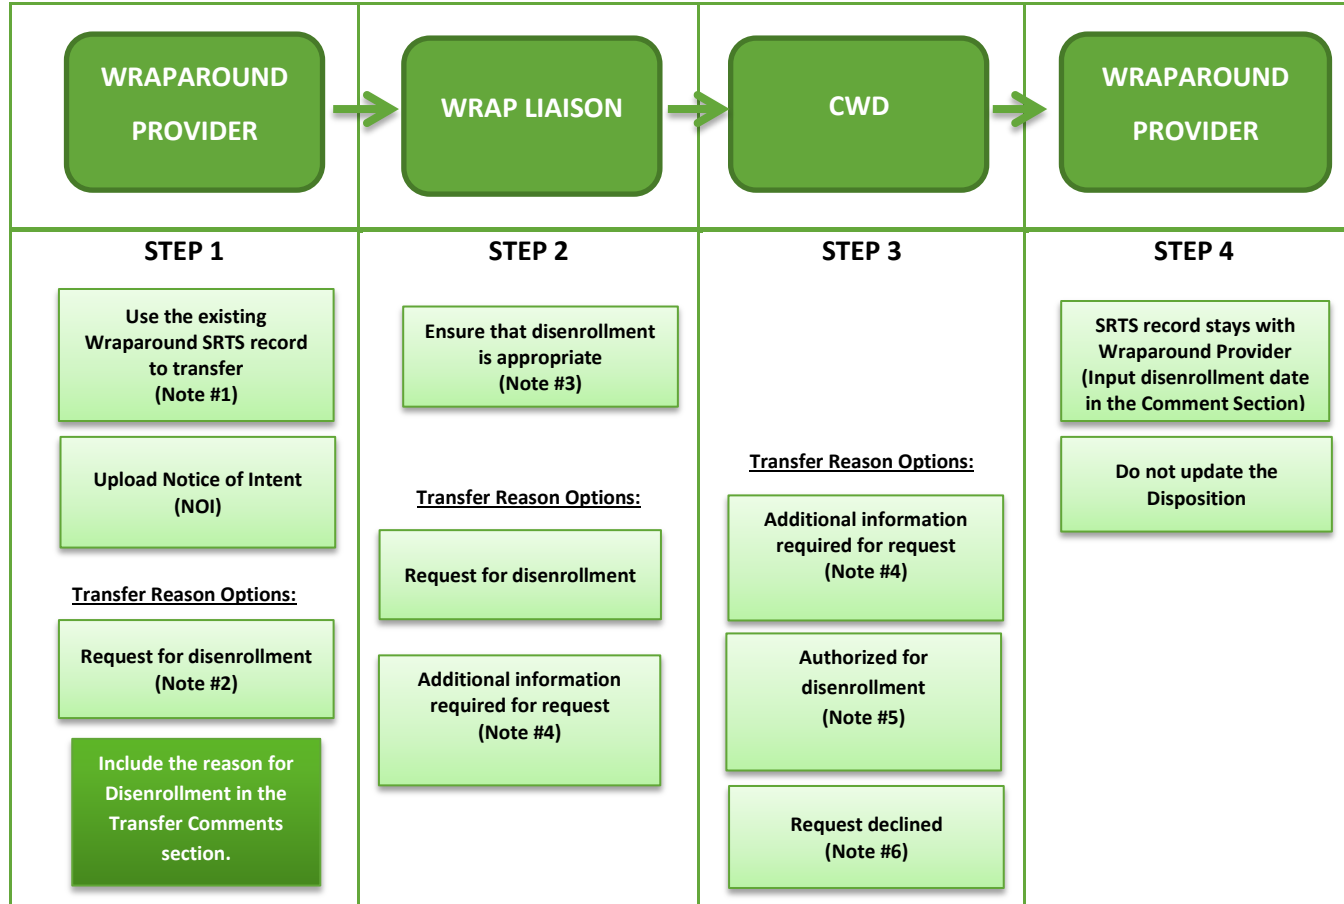 WRAPAROUND
PROVIDER
WRAP LIAISON
CWD
WRAPAROUND
PROVIDER
STEP 1
Use the existing
Wraparound SRTS record
to transfer
(Note #1)
Upload Notice of Intent
(NOI)
Transfer Reason Options:
Request for disenrollment
(Note #2)
Include the reason for
Disenrollment in the
Transfer Comments
section.
STEP 2
Ensure that disenrollment
is appropriate
(Note #3)
Transfer Reason Options:
Request for disenrollment
Additional information
required for request
(Note #4)
STEP 3
Transfer Reason Options:
Additional information
required for request
(Note #4)
Authorized for
disenrollment
(Note #5)
Request declined
(Note #6)
STEP 4
SRTS record stays with
Wraparound Provider
(Input disenrollment date
in the Comment Section)
Do not update the
Disposition